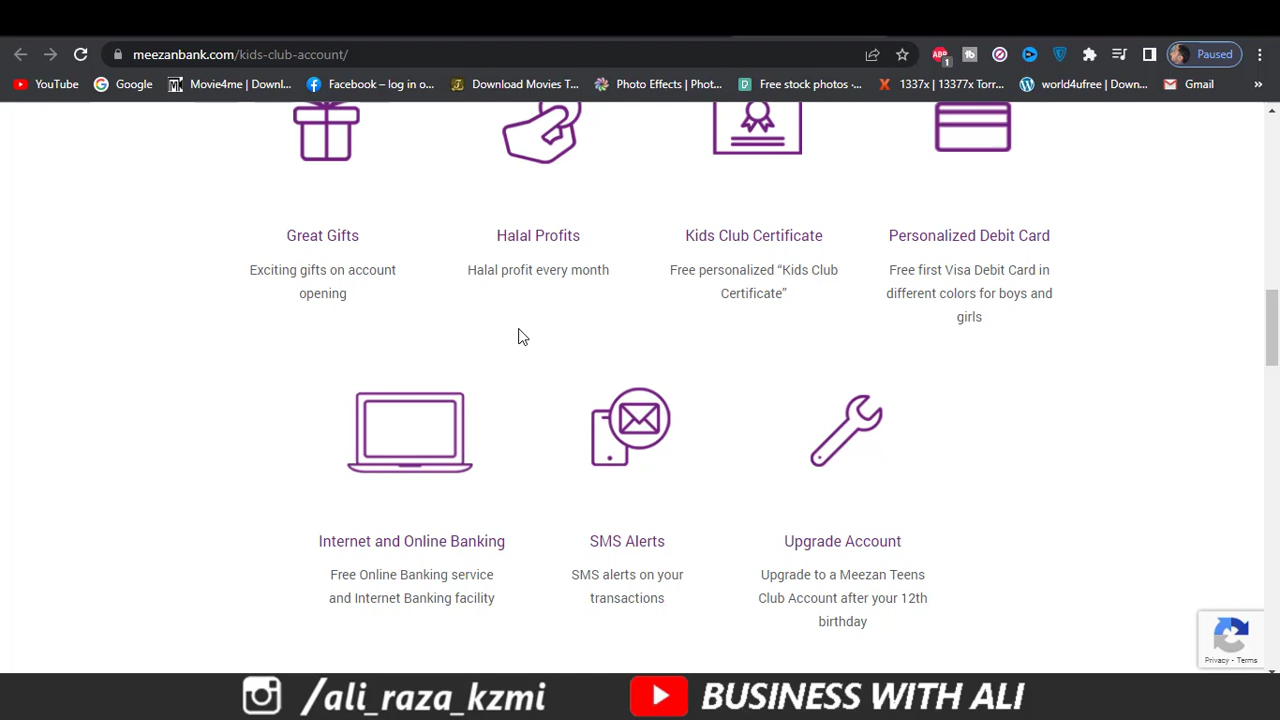 meezanbank.com/kids-club-account/
ABP
1
tb
Paused
YouTube
Google
Movie4me | Downl...
Facebook – log in o...
Download Movies T...
Photo Effects | Phot...
Free stock photos ·...
1337x | 13377x Torr...
world4ufree | Down...
Gmail
»
Great Gifts
Halal Profits
Kids Club Certificate
Personalized Debit Card
Exciting gifts on account
opening
Halal profit every month
Free personalized “Kids Club
Certificate”
Free first Visa Debit Card in
different colors for boys and
girls
Internet and Online Banking
SMS Alerts
Upgrade Account
Free Online Banking service
and Internet Banking facility
SMS alerts on your
transactions
Upgrade to a Meezan Teens
Club Account after your 12th
birthday
Privacy - Terms
/ali_raza_kzmi
BUSINESS WITH ALI